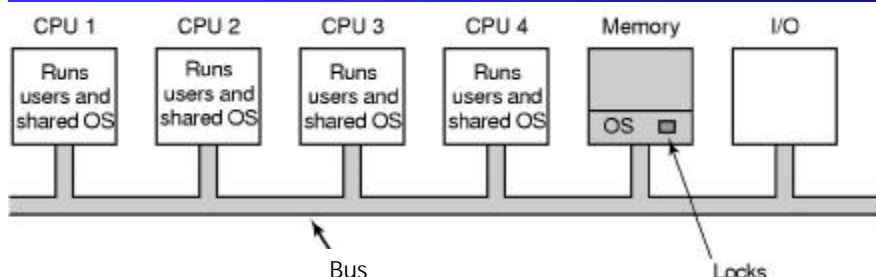 CPU 1 CPU 2 CPU 3 CPU 4 Memory I/O
Runs
users and
shared OS
Runs
users and
shared OS
Runs
users and
shared OS
Runs
users and
shared OS
OS
Bus
Locks